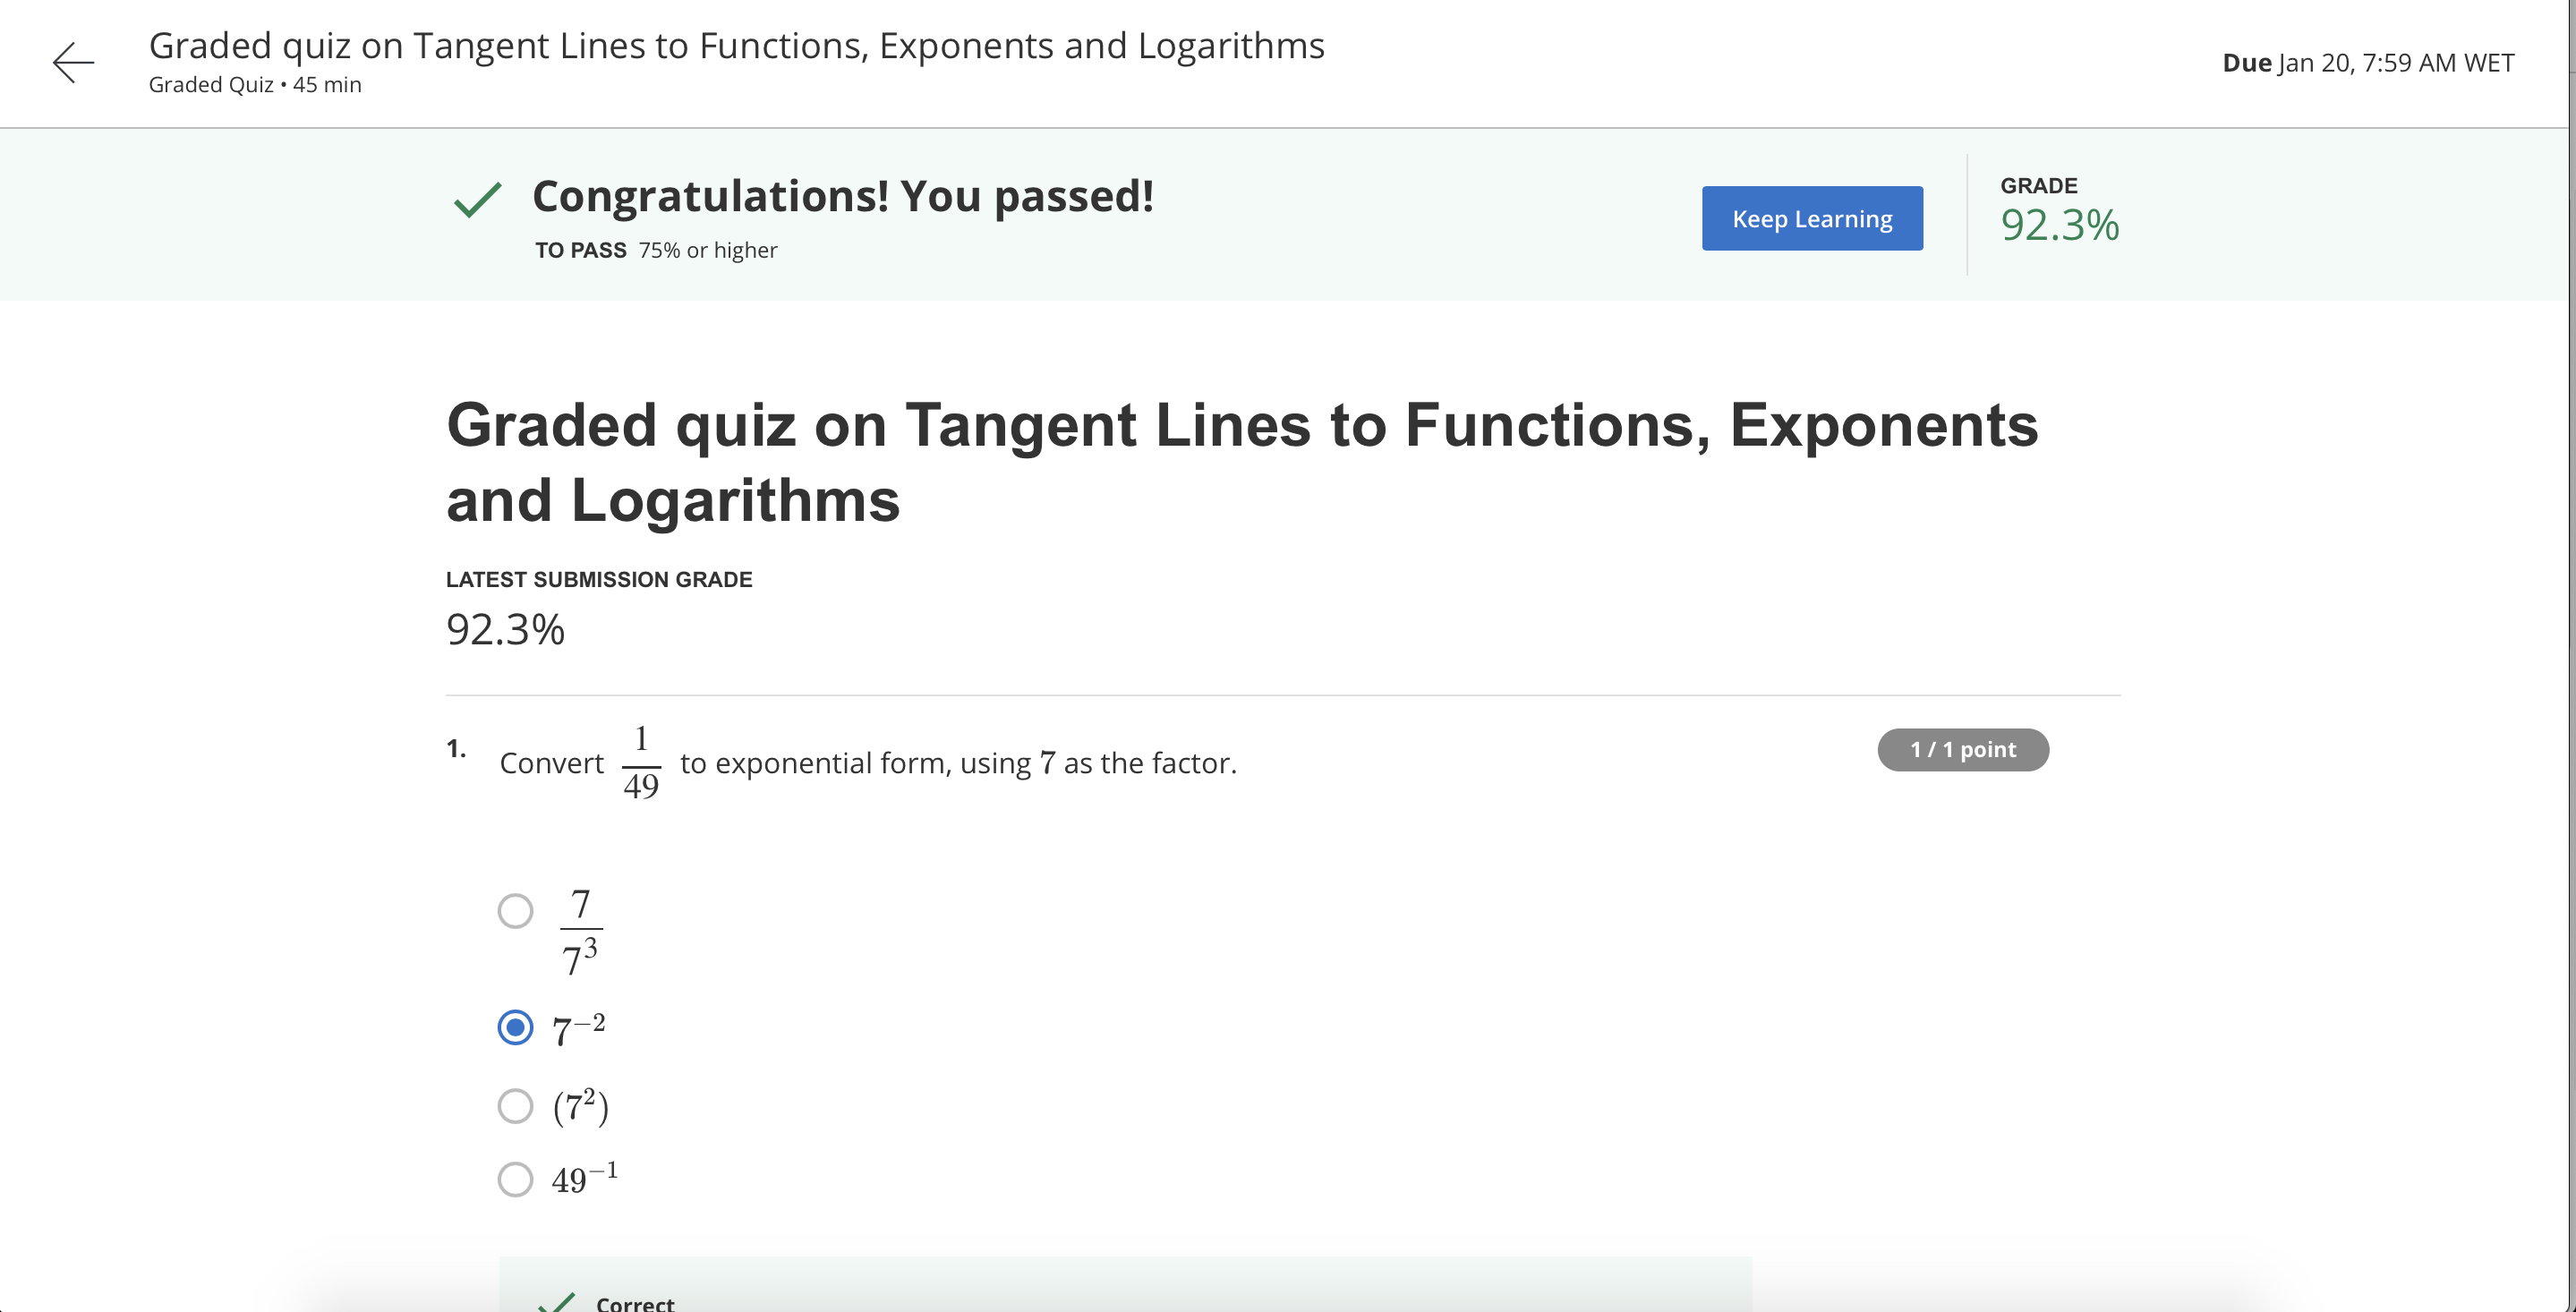 Graded quiz on Tangent Lines to Functions, Exponents and Logarithms
Graded Quiz • 45 min
Due Jan 20, 7:59 AM WET
Congratulations! You passed!
TO PASS 75% or higher
Keep Learning
GRADE
92.3%
Graded quiz on Tangent Lines to Functions, Exponents
and Logarithms
LATEST SUBMISSION GRADE
92.3%
1. Convert \frac{1}{49} to exponential form, using 7 as the factor.
1 / 1 point
\frac{7}{7^3}
7^{-2}
(7^2)
49^{-1}
Correct